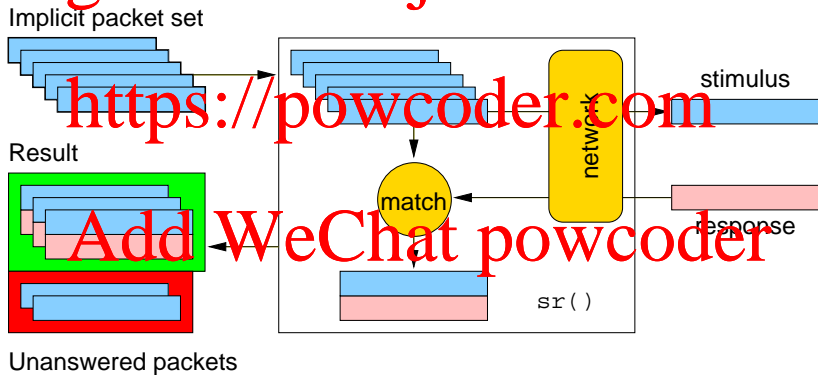 Implicit packet set
stimulus
https://powcoder.com
network
Result
match
response
Add WeChat powcoder
sr()
Unanswered packets